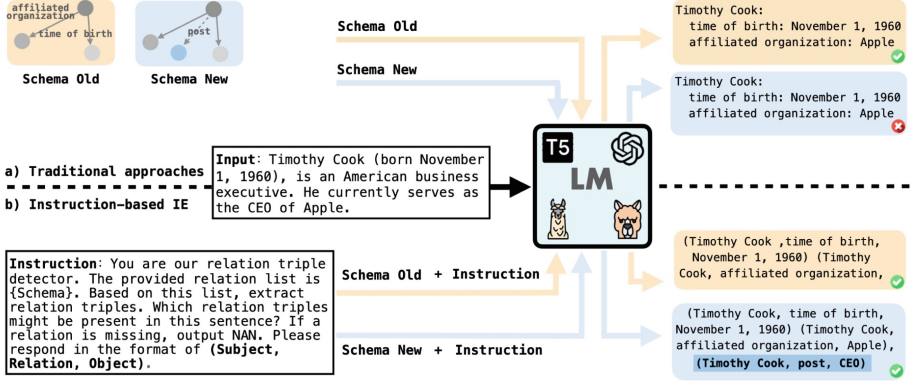 affiliated
organization
time of birth
post
Schema Old
Schema New
Schema Old
Schema New
Timothy Cook:
time of birth: November 1, 1960
affiliated organization: Apple
Timothy Cook:
time of birth: November 1, 1960
affiliated organization: Apple
a) Traditional approaches
b) Instruction-based IE
Input: Timothy Cook (born November
1, 1960), is an American business
executive. He currently serves as
the CEO of Apple.
T5
LM
Instruction: You are our relation triple
detector. The provided relation list is
{Schema}. Based on this list, extract
relation triples. Which relation triples
might be present in this sentence? If a
relation is missing, output NAN. Please
respond in the format of (Subject,
Relation, Object).
Schema Old + Instruction
Schema New + Instruction
(Timothy Cook ,time of birth,
November 1, 1960) (Timothy
Cook, affiliated organization,
(Timothy Cook, time of birth,
November 1, 1960) (Timothy Cook,
affiliated organization, Apple),
(Timothy Cook, post, CEO)